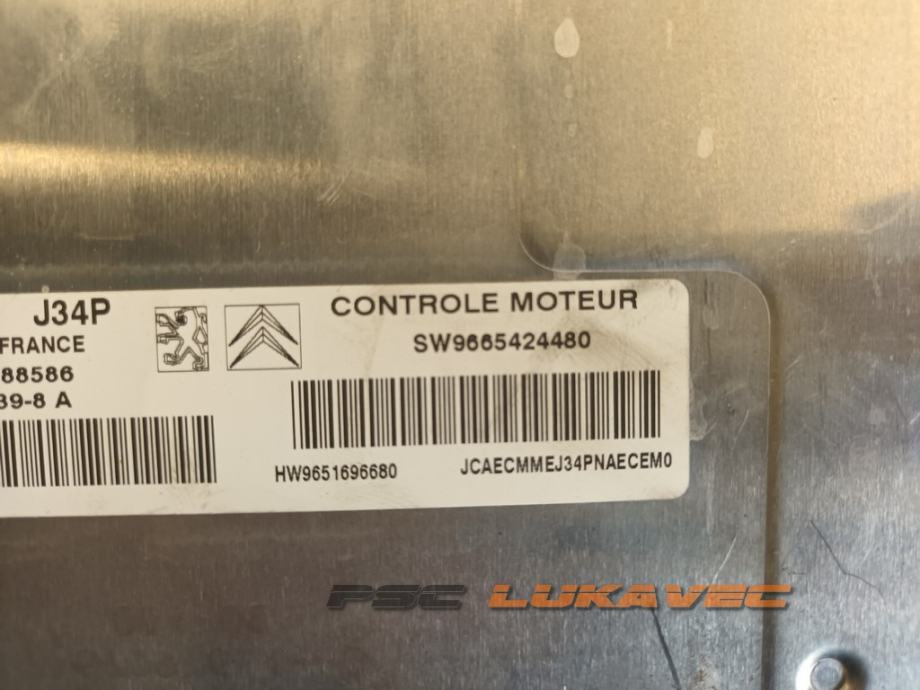 J34P
CONTROLE MOTEUR
FRANCE
SW9665424480
88586
39-8 A
HW9651696680
JCAECMMEJ34PNAECEM0
PSC LUKAVEC